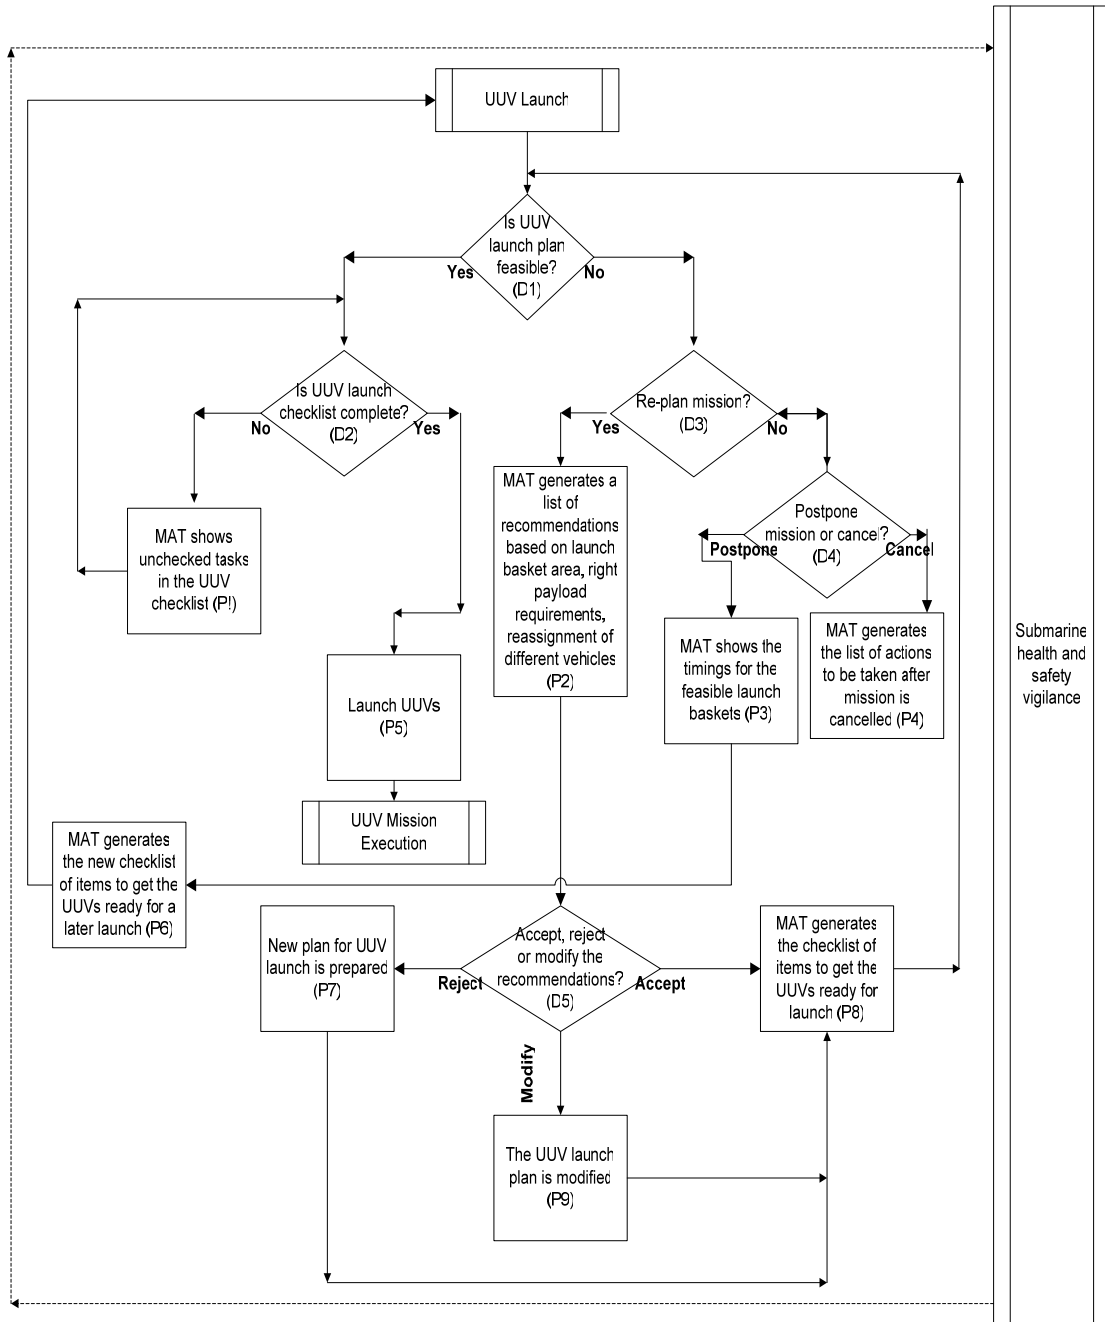 UUV Launch
Is UUV
launch plan
feasible?
(D1)
Yes
No
Is UUV launch
checklist complete?
(D2)
No
Yes
Re-plan mission?
(D3)
Yes
No
MAT shows
unchecked tasks
in the UUV
checklist (P!)
MAT generates a
list of
recommendations
based on launch
basket area, right
payload
requirements,
reassignment of
different vehicles
(P2)
Postpone
mission or cancel?
(D4)
Postpone
Cancel
MAT shows the
timings for the
feasible launch
baskets (P3)
MAT generates
the list of actions
to be taken after
mission is
cancelled (P4)
Submarine
health and
safety
vigilance
Launch UUVs
(P5)
UUV Mission
Execution
MAT generates
the new checklist
of items to get the
UUVs ready for a
later launch (P6)
New plan for UUV
launch is prepared
(P7)
Accept, reject
or modify the
recommendations?
(D5)
Reject
Accept
Modify
MAT generates
the checklist of
items to get the
UUVs ready for
launch (P8)
The UUV launch
plan is modified
(P9)